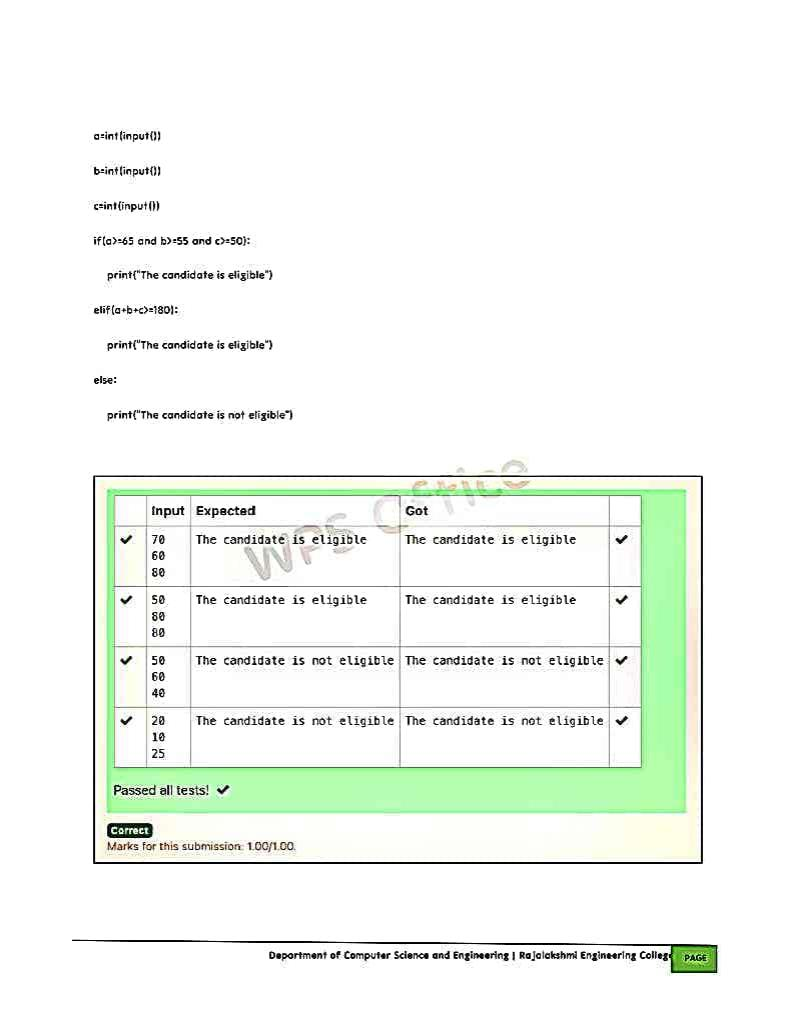 a=int(input())
b=int(input())
c=int(input())
if(a>=65 and b>=55 and c>=50):
print("The candidate is eligible")
elif(a+b+c>=180):
print("The candidate is eligible")
else:
print("The candidate is not eligible")
WPS Office
Input Expected Got
70 The candidate is eligible The candidate is eligible
60
80
50 The candidate is eligible The candidate is eligible
80
80
50 The candidate is not eligible The candidate is not eligible
60
40
20 The candidate is not eligible The candidate is not eligible
10
25
Passed all tests!
Correct
Marks for this submission: 1.00/1.00.
Department of Computer Science and Engineering | Rajalakshmi Engineering College
PAGE